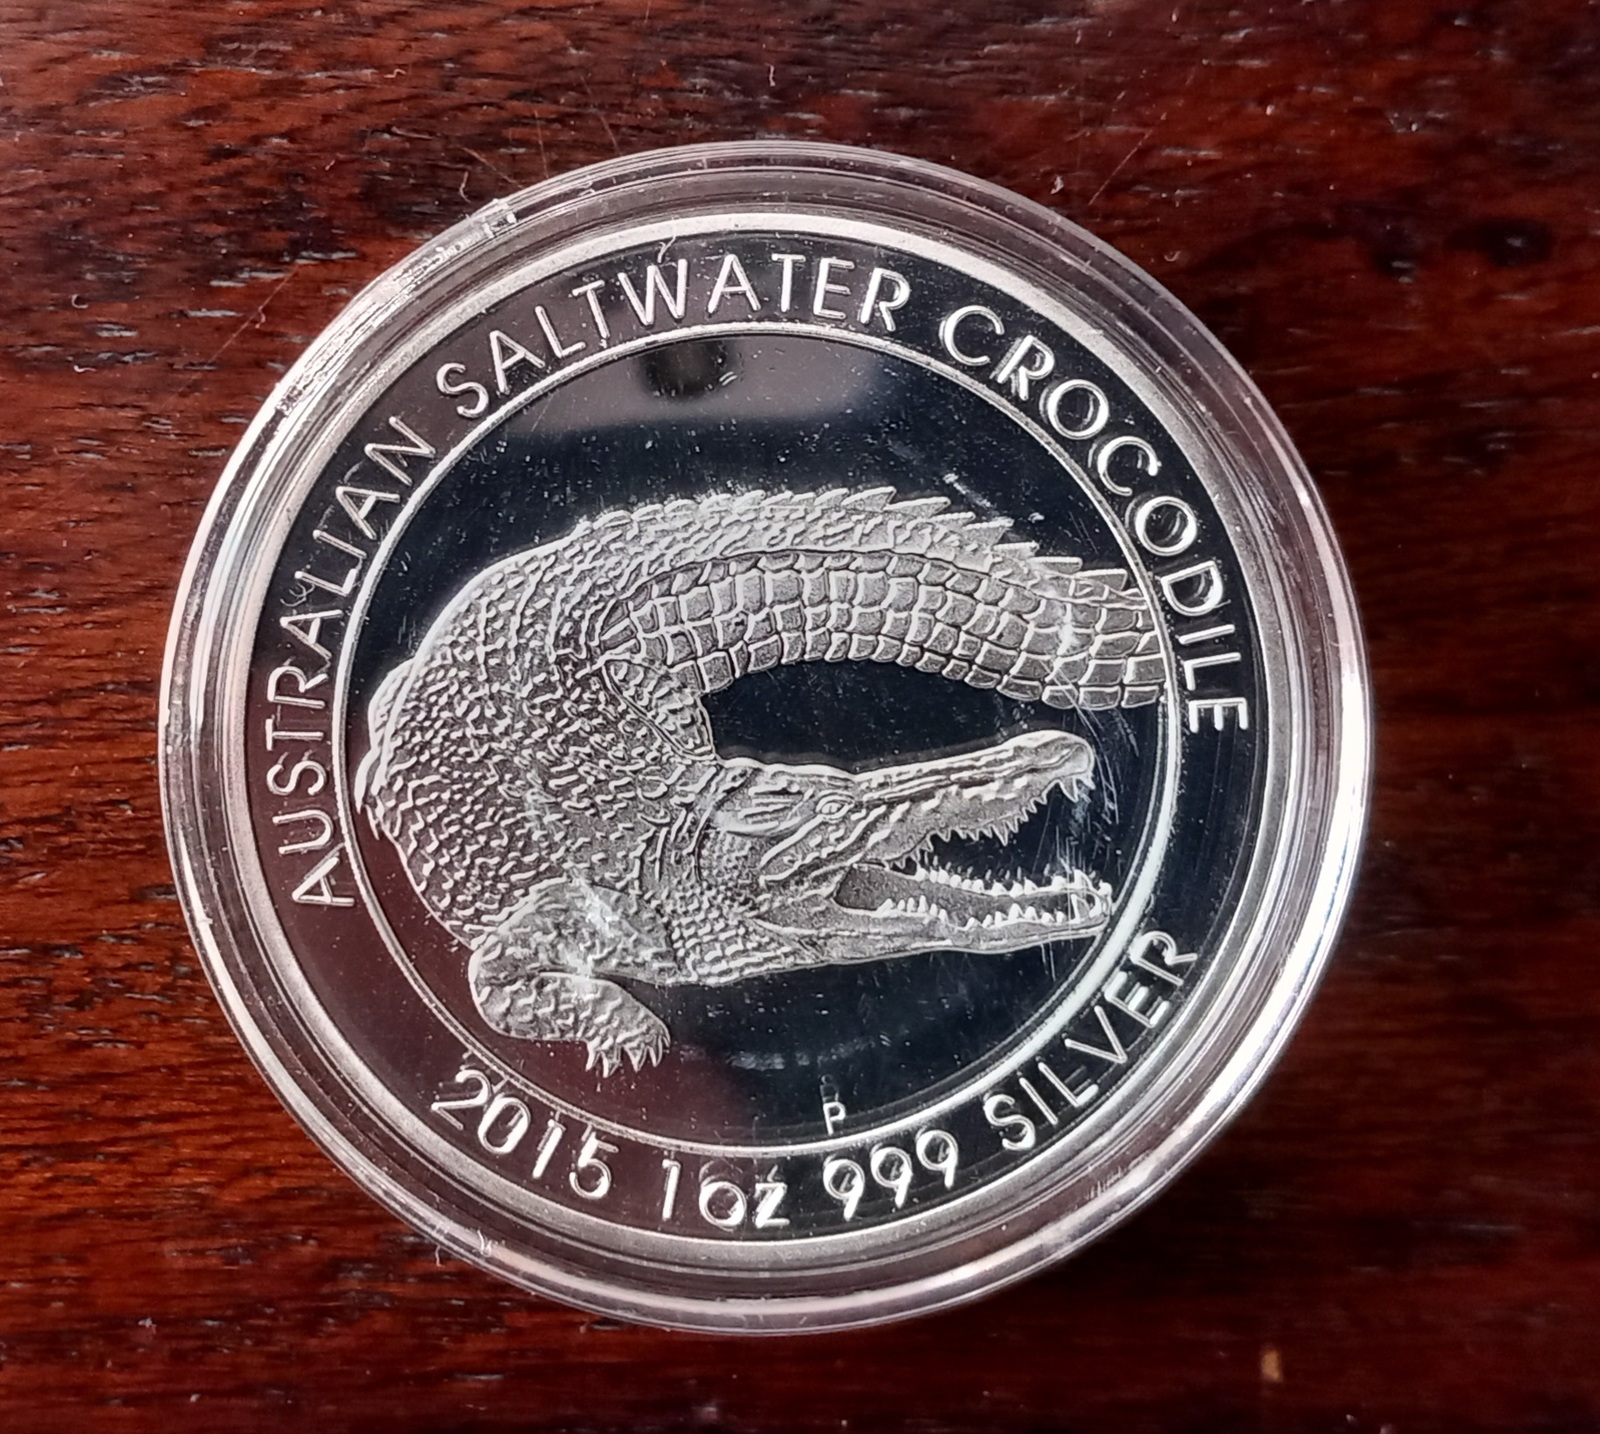 AUSTRALIAN SALTWATER CROCODILE
P
2015 1oz 999 SILVER